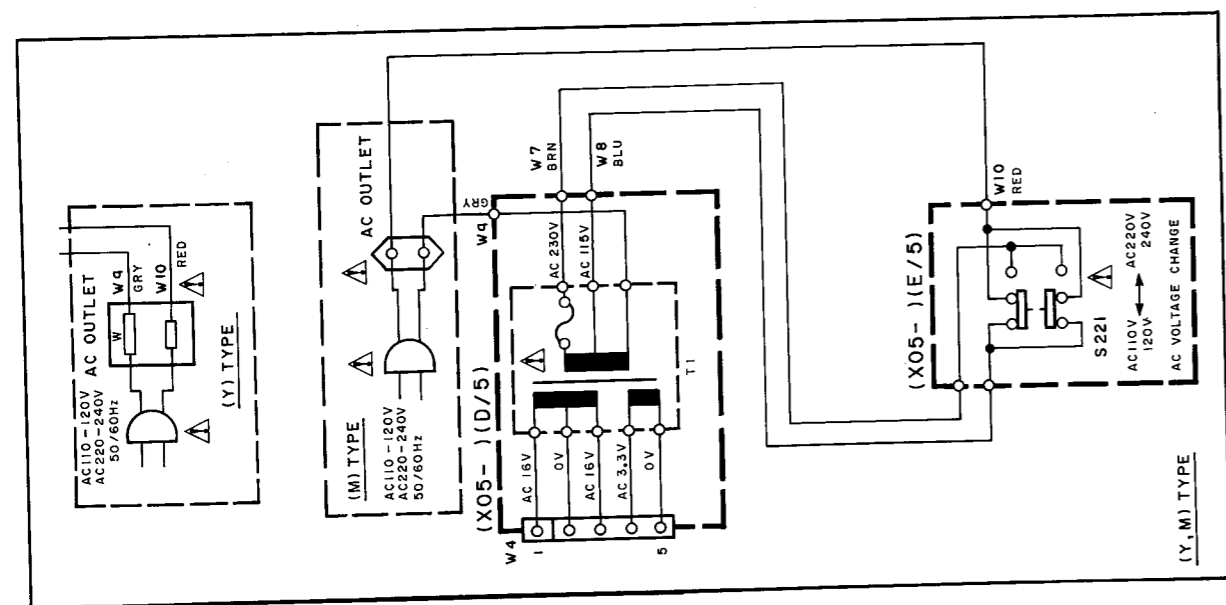 AC110-120V
AC220-240V
50/60Hz
AC OUTLET
W
W9
GRY
W10
RED
(Y) TYPE
(M) TYPE
AC110-120V
AC220-240V
50/60Hz
AC OUTLET
GRY
W9
W7
BRN
W8
BLU
(X05- )(D/5)
AC 230V
AC 115V
T1
AC 16V
0V
AC 16V
AC 3.3V
0V
W4
1
5
W10
RED
(X05- )(E/5)
S221
AC110V
120V
AC220V
240V
AC VOLTAGE CHANGE
(Y,M) TYPE